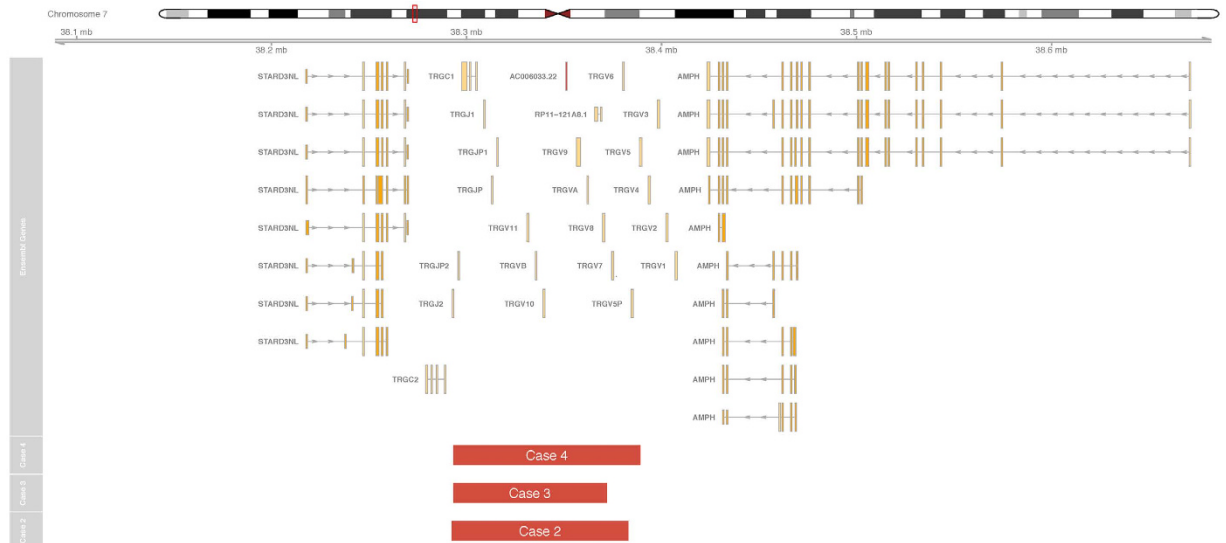 Chromosome 7
38.1 mb 38.3 mb 38.5 mb
38.2 mb 38.4 mb 38.6 mb
Ensembl Genes
STARD3NL TRGC1 AC006033.22 TRGV6 AMPH
STARD3NL TRGJ1 RP11-121A8.1 TRGV3 AMPH
STARD3NL TRGJP1 TRGV9 TRGV5 AMPH
STARD3NL TRGJP TRGVA TRGV4 AMPH
STARD3NL TRGV11 TRGV8 TRGV2 AMPH
STARD3NL TRGJP2 TRGVB TRGV7 TRGV1 AMPH
STARD3NL TRGJ2 TRGV10 TRGV5P AMPH
STARD3NL AMPH
TRGC2 AMPH
AMPH
Case 4 Case 4
Case 3 Case 3
Case 2 Case 2